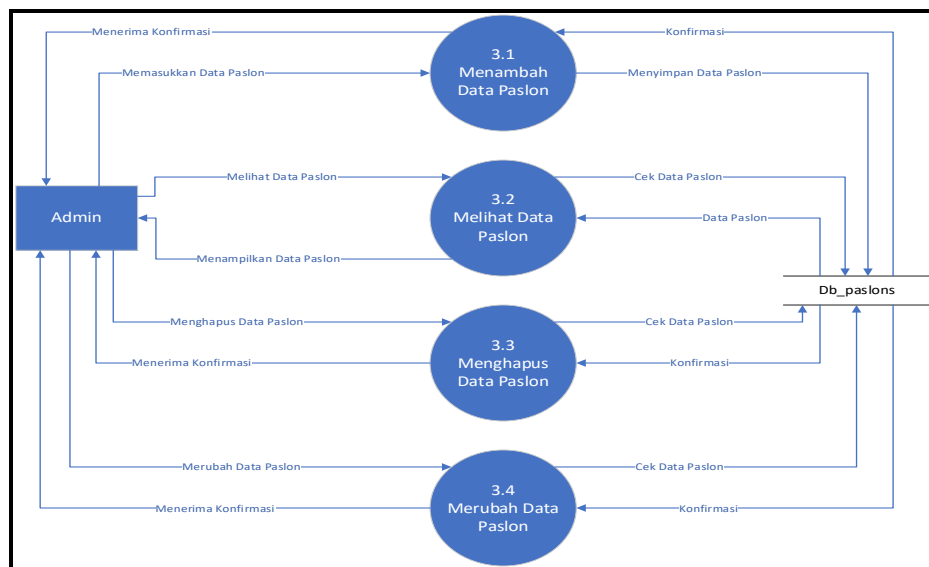 Menerima Konfirmasi
3.1
Menambah
Data Paslon
Konfirmasi
Memasukkan Data Paslon
Menyimpan Data Paslon
Melihat Data Paslon
3.2
Melihat Data
Paslon
Cek Data Paslon
Admin
Data Paslon
Menampilkan Data Paslon
Db_paslons
Menghapus Data Paslon
3.3
Menghapus
Data Paslon
Cek Data Paslon
Menerima Konfirmasi
Konfirmasi
Merubah Data Paslon
3.4
Merubah Data
Paslon
Cek Data Paslon
Menerima Konfirmasi
Konfirmasi